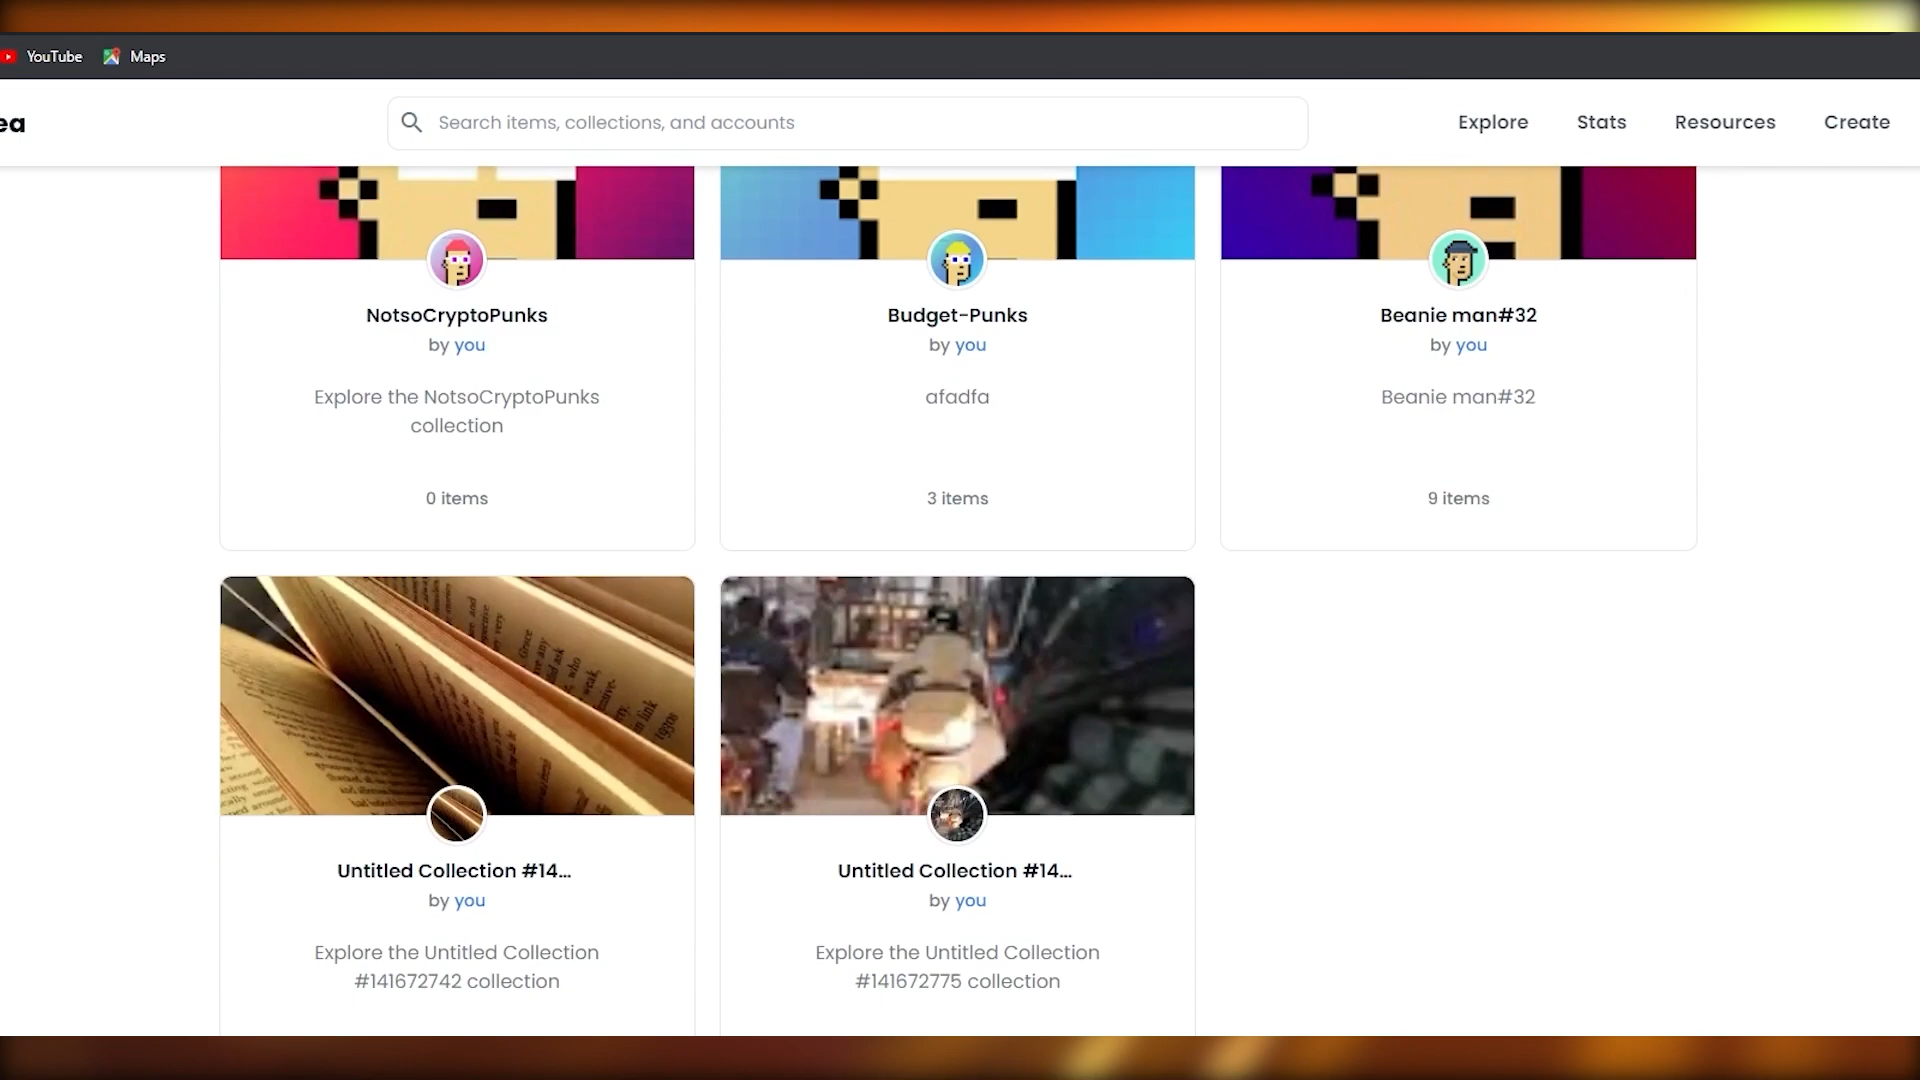 YouTube
Maps
ea
Search items, collections, and accounts
Explore
Stats
Resources
Create
NotsoCryptoPunks
by you
Explore the NotsoCryptoPunks
collection
0 items
Budget-Punks
by you
afadfa
3 items
Beanie man#32
by you
Beanie man#32
9 items
Untitled Collection #14...
by you
Explore the Untitled Collection
#141672742 collection
Untitled Collection #14...
by you
Explore the Untitled Collection
#141672775 collection